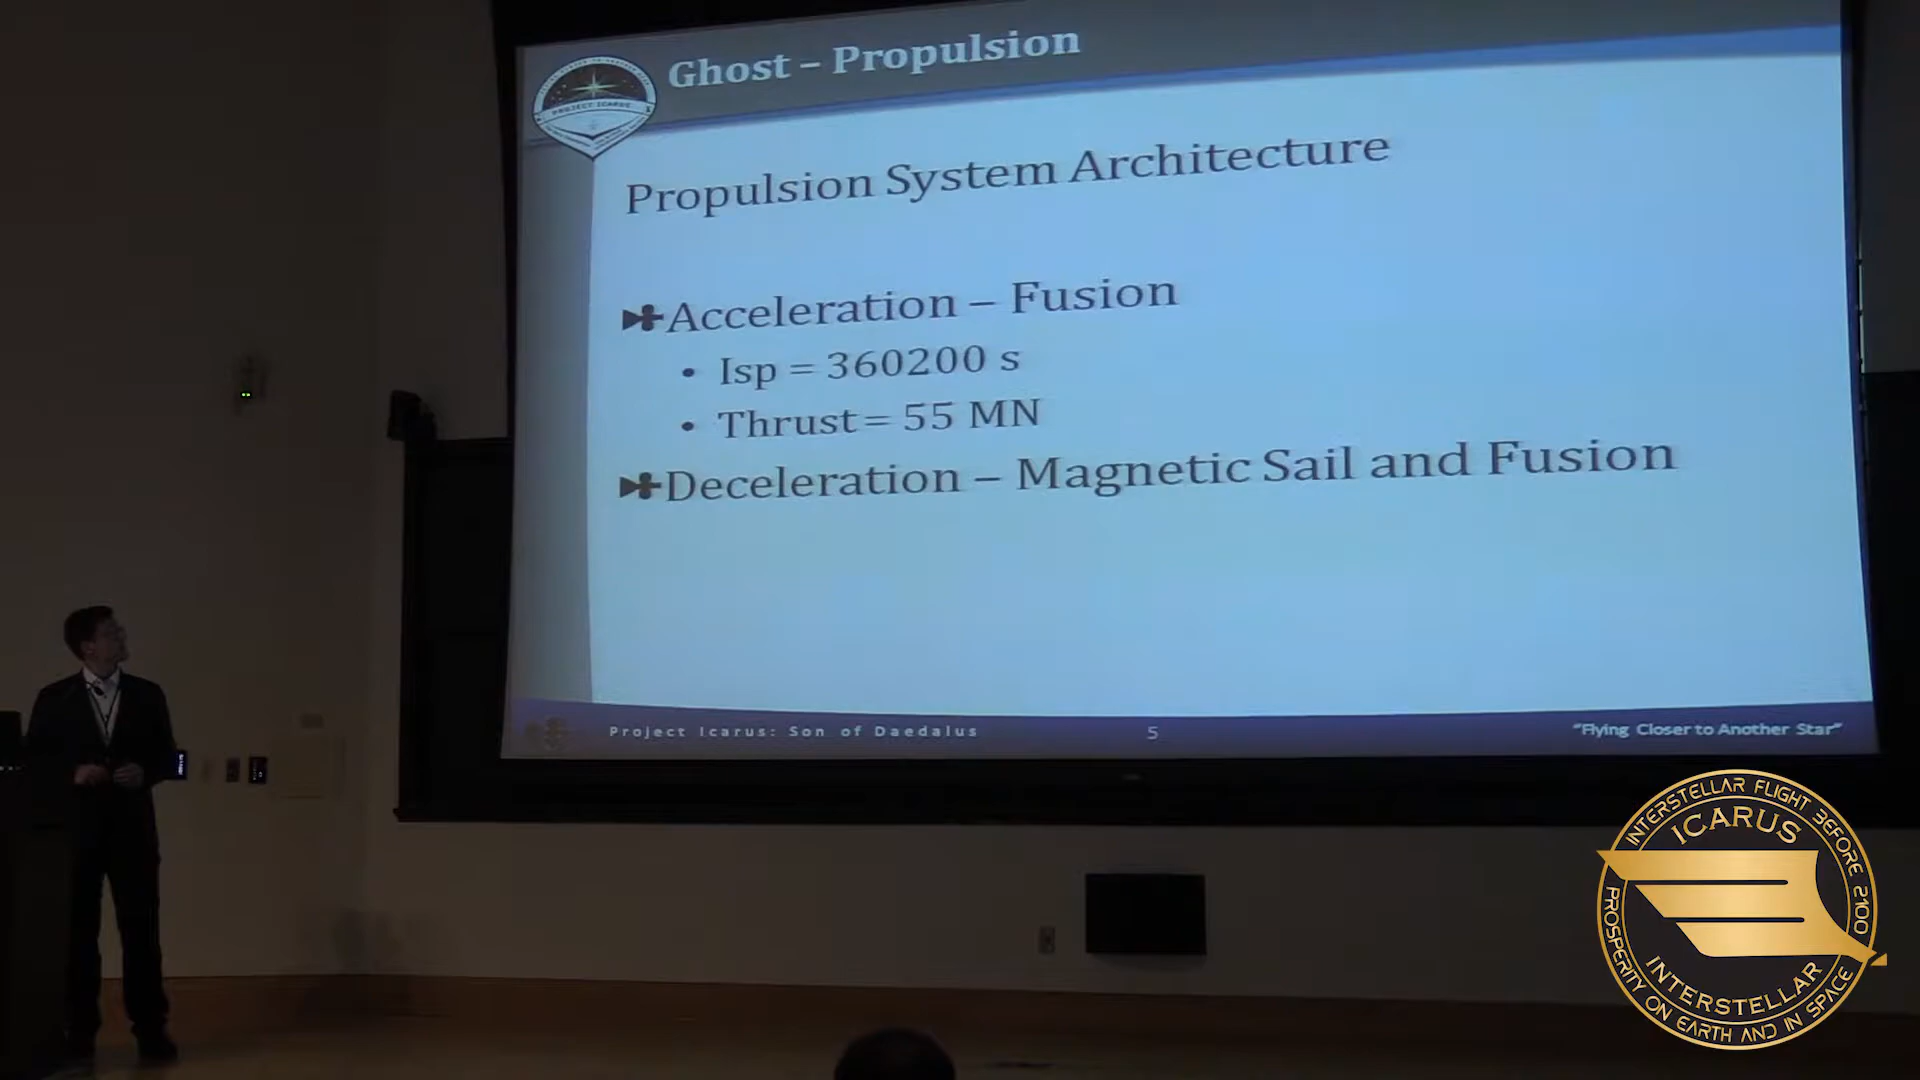 Ghost – Propulsion
PROJECT ICARUS
Propulsion System Architecture
Acceleration – Fusion
• Isp = 360200 s
• Thrust= 55 MN
Deceleration – Magnetic Sail and Fusion
Project Icarus: Son of Daedalus
5
"Flying Closer to Another Star"
INTERSTELLAR FLIGHT BEFORE 2100
ICARUS
INTERSTELLAR
PROSPERITY ON EARTH AND IN SPACE